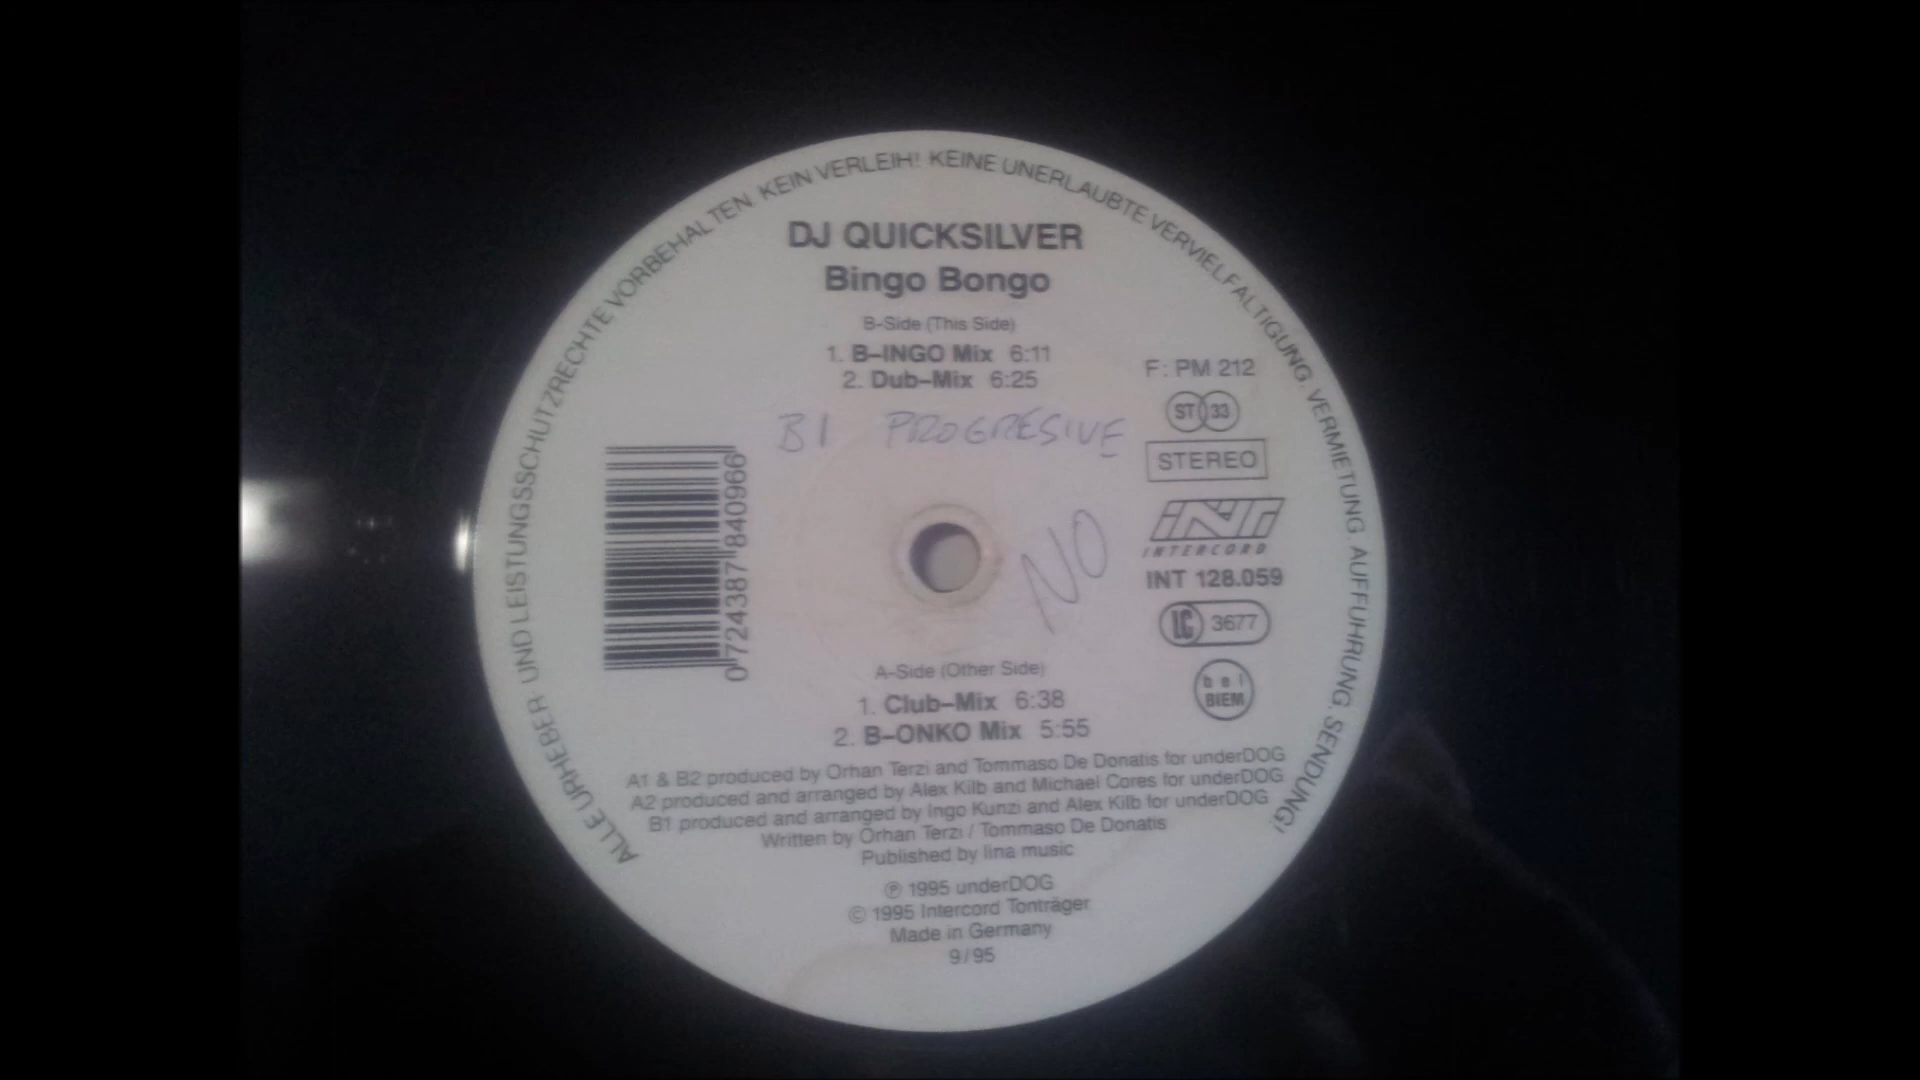 ALLE URHEBER- UND LEISTUNGSSCHUTZRECHTE VORBEHALTEN. KEIN VERLEIH! KEINE UNERLAUBTE VERVIELFALTIGUNG. VERMIETUNG. AUFFUHRUNG. SENDUNG!
DJ QUICKSILVER
Bingo Bongo
B-Side (This Side)
1. B-INGO Mix 6:11
2. Dub-Mix 6:25
B1 PROGRESIVE
F: PM 212
ST 33
STEREO
INT
INTERCORD
INT 128.059
LC 3677
b e l
BIEM
NO
0 724387 840966
A-Side (Other Side)
1. Club-Mix 6:38
2. B-ONKO Mix 5:55
A1 & B2 produced by Orhan Terzi and Tommaso De Donatis for underDOG
A2 produced and arranged by Alex Kilb and Michael Cores for underDOG
B1 produced and arranged by Ingo Kunzi and Alex Kilb for underDOG
Written by Orhan Terzi / Tommaso De Donatis
Published by lina music
℗ 1995 underDOG
© 1995 Intercord Tonträger
Made in Germany
9/95